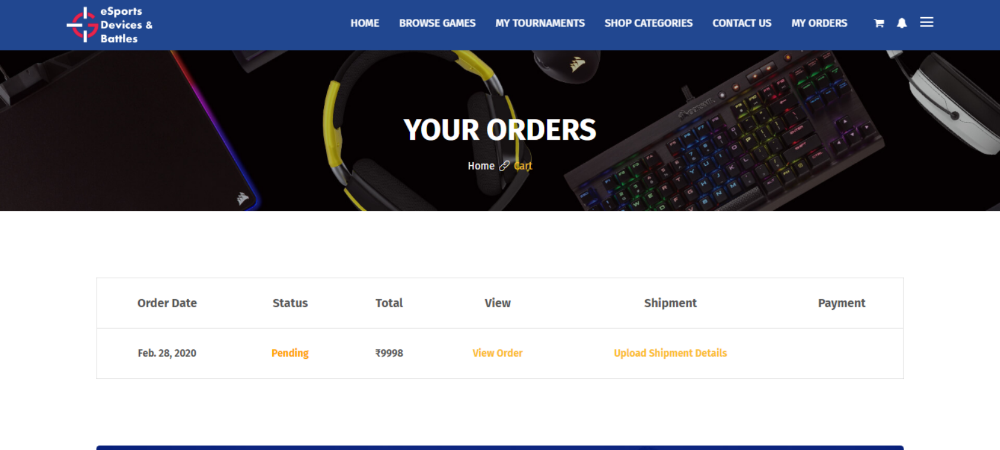 eSports
Devices &
Battles
HOME BROWSE GAMES MY TOURNAMENTS SHOP CATEGORIES CONTACT US MY ORDERS
YOUR ORDERS
Home Cart
Order Date Status Total View Shipment Payment
Feb. 28, 2020 Pending ₹9998 View Order Upload Shipment Details